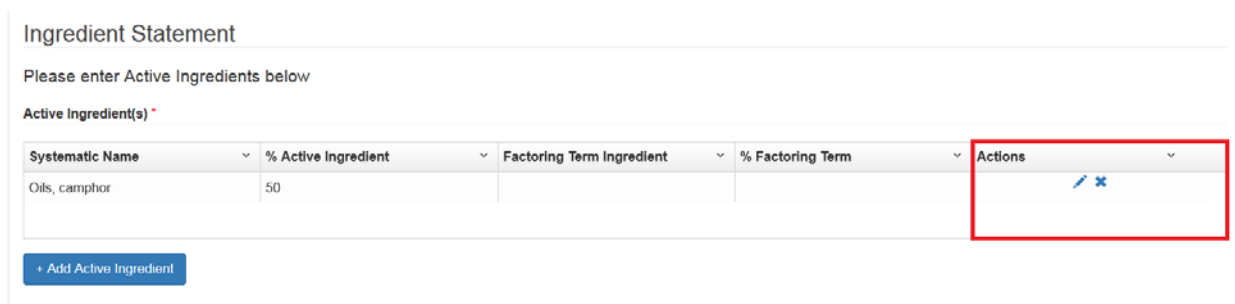 Ingredient Statement
Please enter Active Ingredients below
Active Ingredient(s) *
Systematic Name % Active Ingredient Factoring Term Ingredient % Factoring Term Actions
Oils, camphor 50
+ Add Active Ingredient